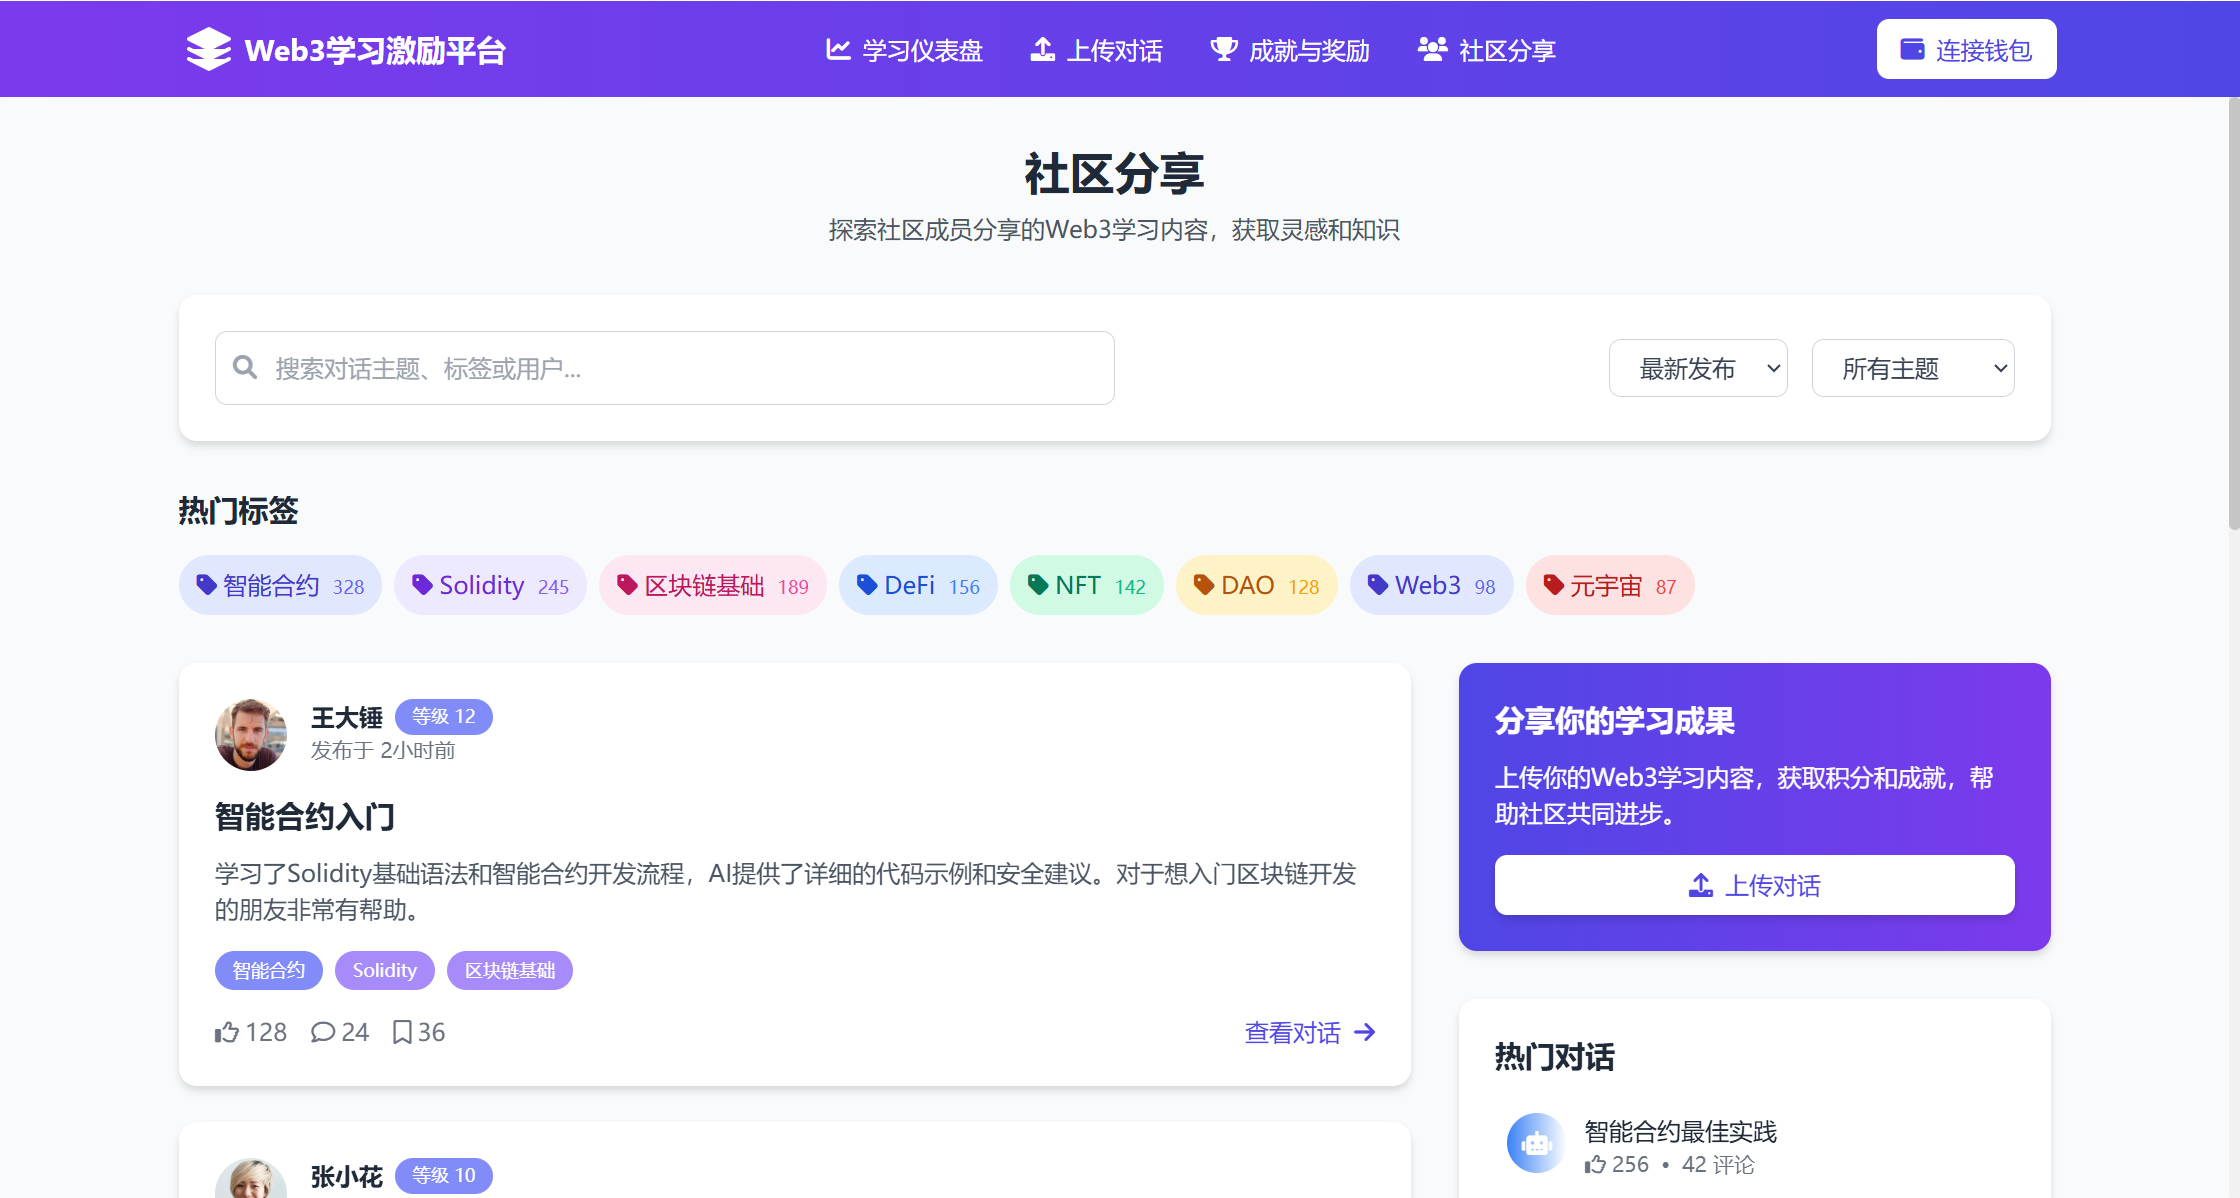 Web3学习激励平台
学习仪表盘
上传对话
成就与奖励
社区分享
连接钱包
社区分享
探索社区成员分享的Web3学习内容，获取灵感和知识
搜索对话主题、标签或用户...
最新发布
所有主题
热门标签
智能合约 328
Solidity 245
区块链基础 189
DeFi 156
NFT 142
DAO 128
Web3 98
元宇宙 87
王大锤 等级 12
发布于 2小时前
智能合约入门
学习了Solidity基础语法和智能合约开发流程，AI提供了详细的代码示例和安全建议。对于想入门区块链开发
的朋友非常有帮助。
智能合约 Solidity 区块链基础
128 24 36
查看对话
张小花 等级 10
分享你的学习成果
上传你的Web3学习内容，获取积分和成就，帮
助社区共同进步。
上传对话
热门对话
智能合约最佳实践
256 • 42 评论